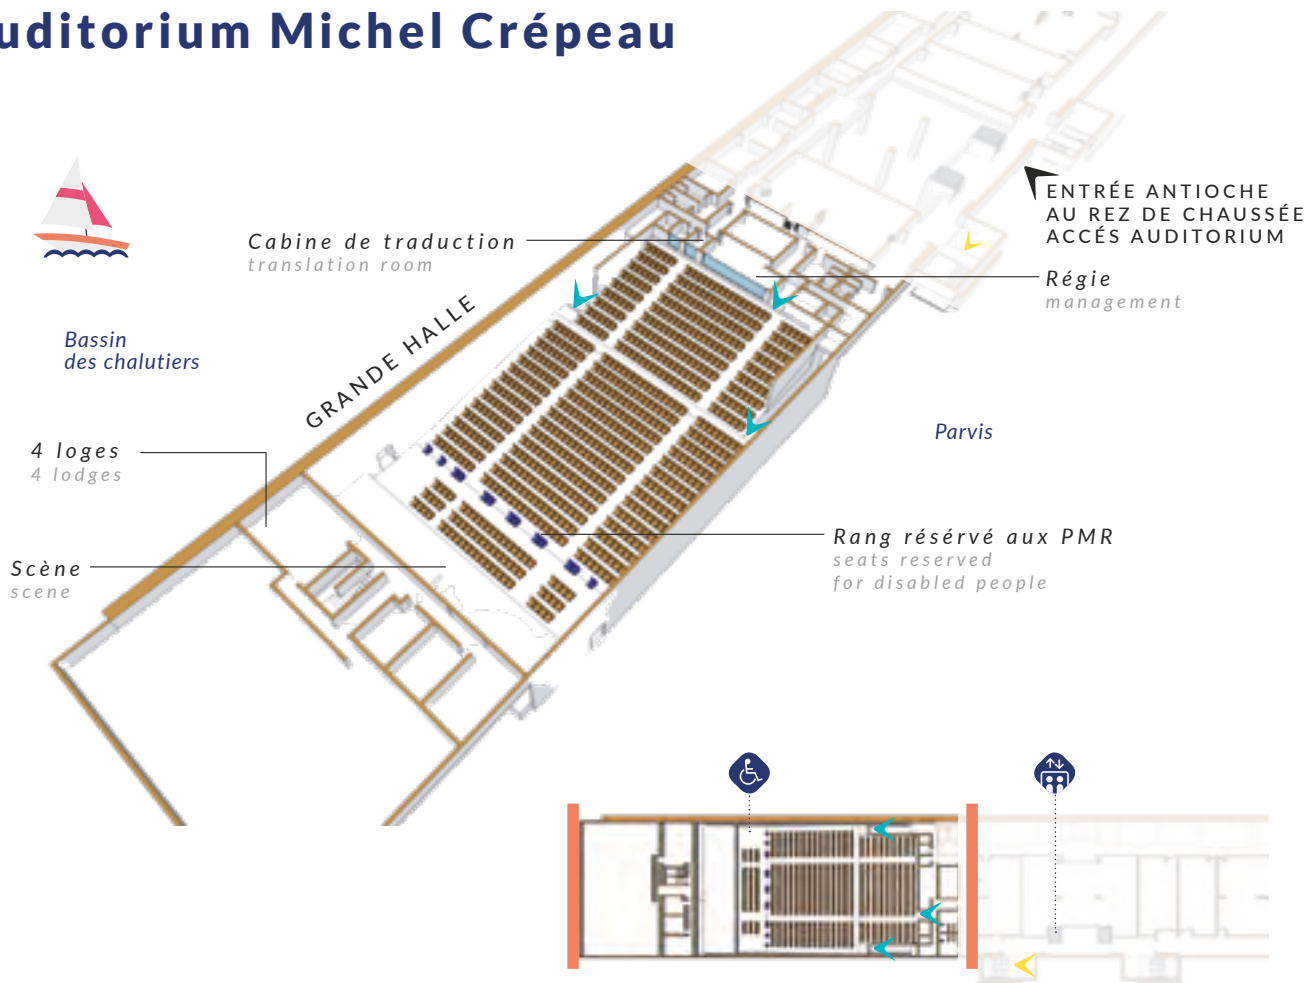 uditorium Michel Crépeau
ENTRÉE ANTIOCHE
AU REZ DE CHAUSSÉE
ACCÉS AUDITORIUM
Cabine de traduction
translation room
Régie
management
GRANDE HALLE
Bassin
des chalutiers
Parvis
4 loges
4 lodges
Rang résérvé aux PMR
seats reserved
for disabled people
Scène
scene